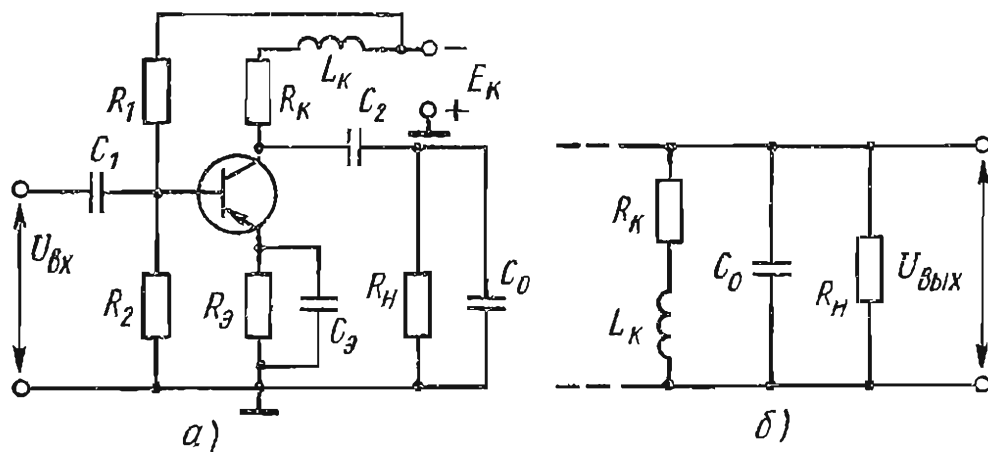 R₁
C₁
Uвх
R₂
Rэ
Cэ
Rк
Lк
C₂
Eк
−
+
Rн
C₀
а)
Rк
Lк
C₀
Rн
Uвых
б)